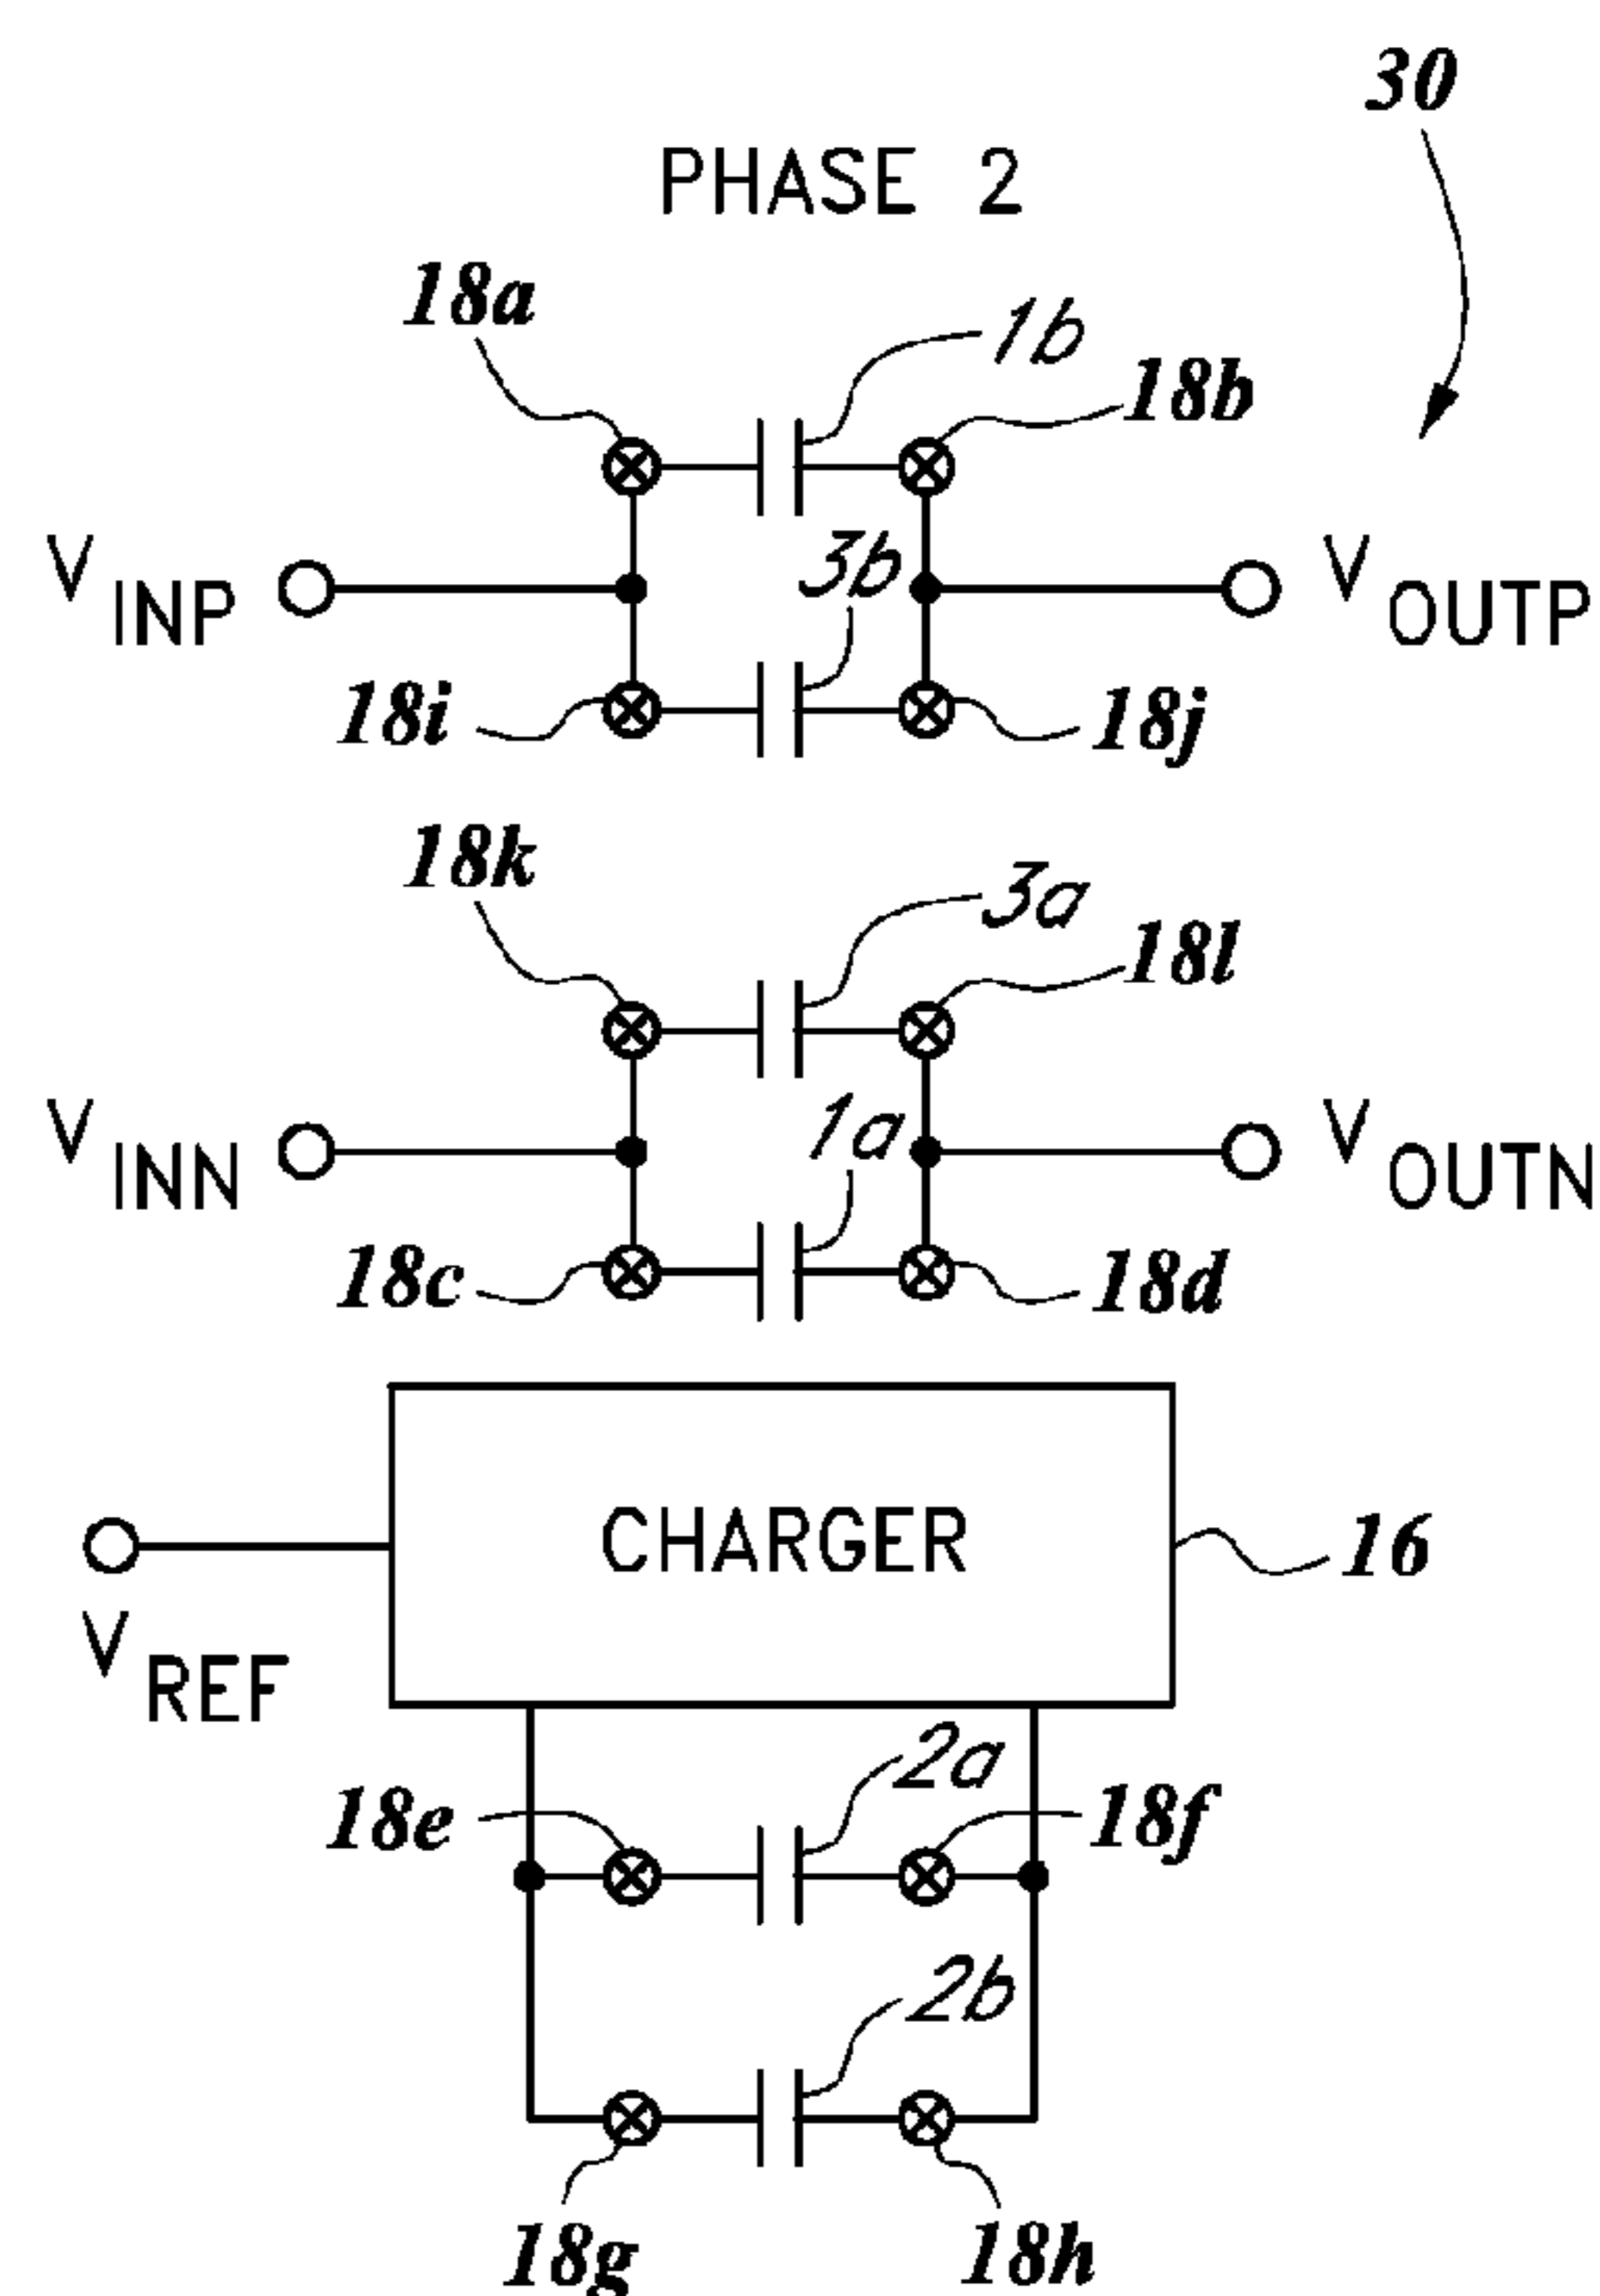 30
PHASE 2
18a
1b
18b
V INP
3b
V OUTP
18i
18j
18k
3a
18l
V INN
1a
V OUTN
18c
18d
CHARGER
16
V REF
2a
18e
18f
2b
18g
18h